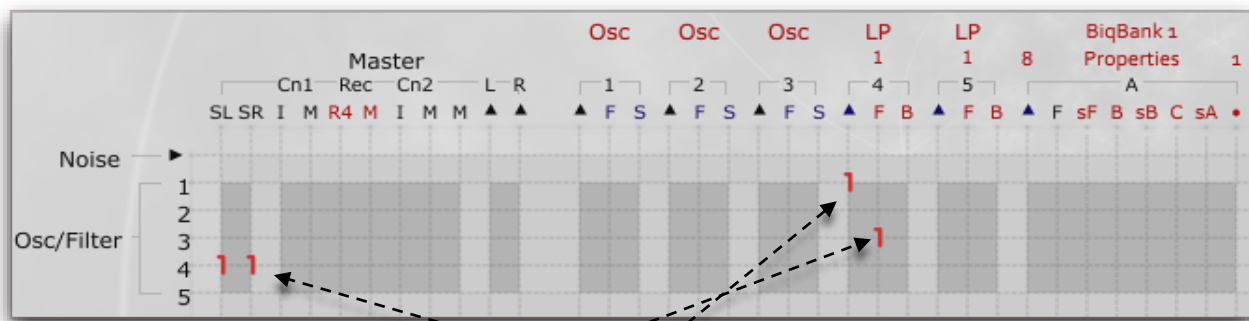 Osc Osc Osc LP LP BiqBank 1
Master 1 1 8 Properties 1
Cn1 Rec Cn2 L R 1 2 3 4 5 A
SL SR I M R4 M I M M ▲ ▲ ▲ F S ▲ F S ▲ F S ▲ F B ▲ F B ▲ F sF B sB C sA •
Noise ►
1 1
2
Osc/Filter 3 1
4 1 1
5